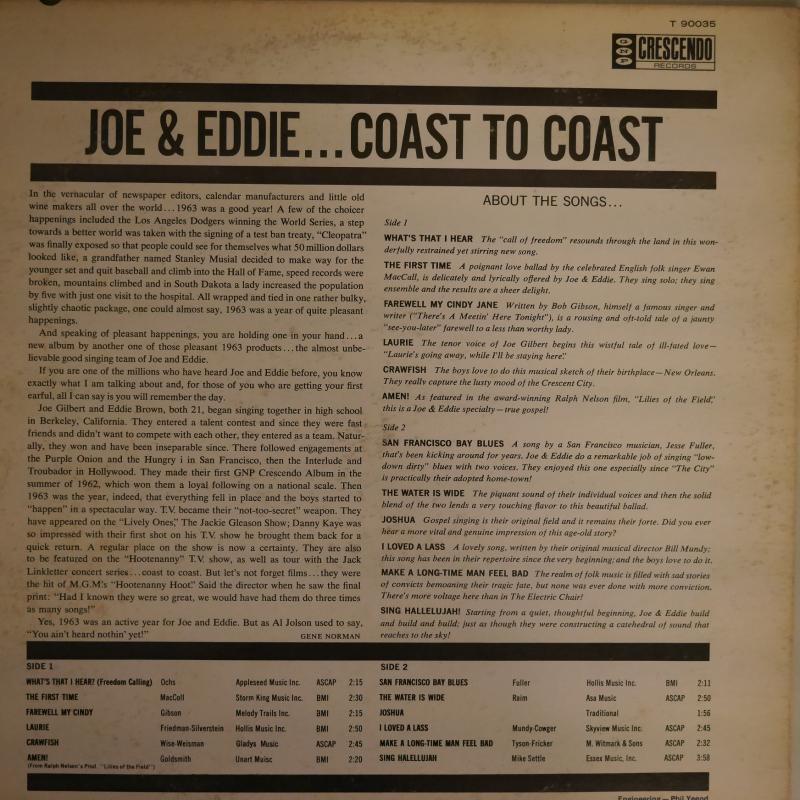 T 90035
GNP CRESCENDO
RECORDS
JOE & EDDIE...COAST TO COAST
In the vernacular of newspaper editors, calendar manufacturers and little old
wine makers all over the world...1963 was a good year! A few of the choicer
happenings included the Los Angeles Dodgers winning the World Series, a step
towards a better world was taken with the signing of a test ban treaty, "Cleopatra"
was finally exposed so that people could see for themselves what 50 million dollars
looked like, a grandfather named Stanley Musial decided to make way for the
younger set and quit baseball and climb into the Hall of Fame, speed records were
broken, mountains climbed and in South Dakota a lady increased the population
by five with just one visit to the hospital. All wrapped and tied in one rather bulky,
slightly chaotic package, one could almost say, 1963 was a year of quite pleasant
happenings.
And speaking of pleasant happenings, you are holding one in your hand...a
new album by another one of those pleasant 1963 products...the almost unbe-
lievable good singing team of Joe and Eddie.
If you are one of the millions who have heard Joe and Eddie before, you know
exactly what I am talking about and, for those of you who are getting your first
earful, all I can say is you will remember the day.
Joe Gilbert and Eddie Brown, both 21, began singing together in high school
in Berkeley, California. They entered a talent contest and since they were fast
friends and didn't want to compete with each other, they entered as a team. Natur-
ally, they won and have been inseparable since. There followed engagements at
the Purple Onion and the Hungry i in San Francisco, then the Interlude and
Troubador in Hollywood. They made their first GNP Crescendo Album in the
summer of 1962, which won them a loyal following on a national scale. Then
1963 was the year, indeed, that everything fell in place and the boys started to
"happen" in a spectacular way. T.V. became their "not-too-secret" weapon. They
have appeared on the "Lively Ones," The Jackie Gleason Show; Danny Kaye was
so impressed with their first shot on his T.V. show he brought them back for a
quick return. A regular place on the show is now a certainty. They are also
to be featured on the "Hootenanny" T.V. show, as well as tour with the Jack
Linkletter concert series...coast to coast. But let's not forget films...they were
the hit of M.G.M's "Hootenanny Hoot." Said the director when he saw the final
print: "Had I known they were so great, we would have had them do three times
as many songs!"
Yes, 1963 was an active year for Joe and Eddie. But as Al Jolson used to say,
"You ain't heard nothin' yet!"
GENE NORMAN
ABOUT THE SONGS...
Side 1
WHAT'S THAT I HEAR The "call of freedom" resounds through the land in this won-
derfully restrained yet stirring new song.
THE FIRST TIME A poignant love ballad by the celebrated English folk singer Ewan
MacCall, is delicately and lyrically offered by Joe & Eddie. They sing solo; they sing
ensemble and the results are a sheer delight.
FAREWELL MY CINDY JANE Written by Bob Gibson, himself a famous singer and
writer ("There's A Meetin' Here Tonight"), is a rousing and oft-told tale of a jaunty
"see-you-later" farewell to a less than worthy lady.
LAURIE The tenor voice of Joe Gilbert begins this wistful tale of ill-fated love—
"Laurie's going away, while I'll be staying here."
CRAWFISH The boys love to do this musical sketch of their birthplace—New Orleans.
They really capture the lusty mood of the Crescent City.
AMEN! As featured in the award-winning Ralph Nelson film, "Lilies of the Field,"
this is a Joe & Eddie specialty—true gospel!
Side 2
SAN FRANCISCO BAY BLUES A song by a San Francisco musician, Jesse Fuller,
that's been kicking around for years. Joe & Eddie do a remarkable job of singing "low-
down dirty" blues with two voices. They enjoyed this one especially since "The City"
is practically their adopted home-town!
THE WATER IS WIDE The piquant sound of their individual voices and then the solid
blend of the two lends a very touching flavor to this beautiful ballad.
JOSHUA Gospel singing is their original field and it remains their forte. Did you ever
hear a more vital and genuine impression of this age-old story?
I LOVED A LASS A lovely song, written by their original musical director Bill Mundy;
this song has been in their repertoire since the very beginning; and the boys love to do it.
MAKE A LONG-TIME MAN FEEL BAD The realm of folk music is filled with sad stories
of convicts bemoaning their tragic fate, but none was ever done with more conviction.
There's more voltage here than in The Electric Chair!
SING HALLELUJAH! Starting from a quiet, thoughtful beginning, Joe & Eddie build
and build and build; just as though they were constructing a catehedral of sound that
reaches to the sky!
SIDE 1
WHAT'S THAT I HEAR? (Freedom Calling) Ochs Appleseed Music Inc. ASCAP 2:15
THE FIRST TIME MacColl Storm King Music Inc. BMI 2:30
FAREWELL MY CINDY Gibson Melody Trails Inc. BMI 2:15
LAURIE Friedman-Silverstein Hollis Music Inc. BMI 2:50
CRAWFISH Wise-Weisman Gladys Music ASCAP 2:45
AMEN! Goldsmith Unart Muisc BMI 2:20
(From Ralph Nelson's Prod. "Lilies of the Field")
SIDE 2
SAN FRANCISCO BAY BLUES Fuller Hollis Music Inc. BMI 2:11
THE WATER IS WIDE Raim Asa Music ASCAP 2:50
JOSHUA Traditional 1:56
I LOVED A LASS Mundy-Cowger Skyview Music Inc. ASCAP 2:45
MAKE A LONG-TIME MAN FEEL BAD Tyson-Fricker M. Witmark & Sons ASCAP 2:32
SING HALELLUJAH Mike Settle Essex Music, Inc. ASCAP 3:58
Engineering — Phil